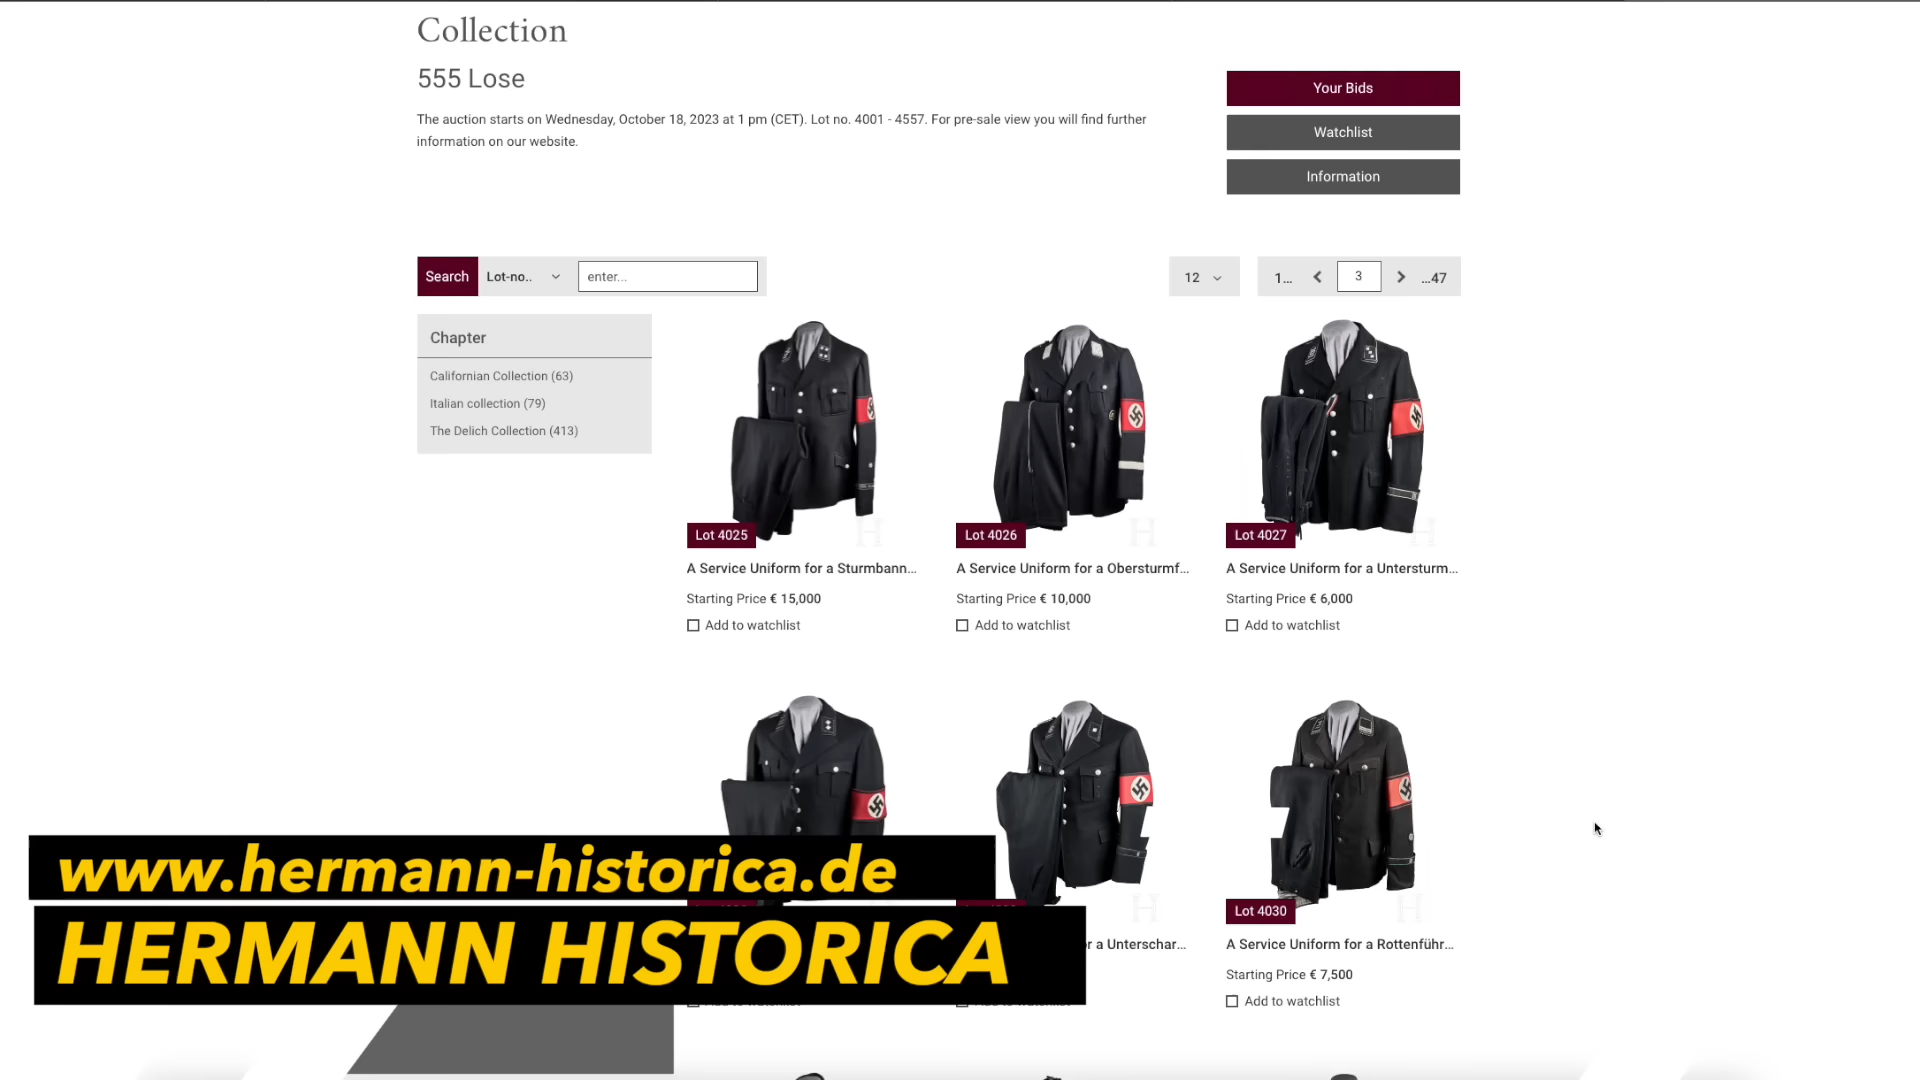 Collection
555 Lose
The auction starts on Wednesday, October 18, 2023 at 1 pm (CET). Lot no. 4001 - 4557. For pre-sale view you will find further
information on our website.
Your Bids
Watchlist
Information
Search
Lot-no..
enter...
12
1...
3
...47
Chapter
Californian Collection (63)
Italian collection (79)
The Delich Collection (413)
Lot 4025
A Service Uniform for a Sturmbann...
Starting Price € 15,000
Add to watchlist
Lot 4026
A Service Uniform for a Obersturmf...
Starting Price € 10,000
Add to watchlist
Lot 4027
A Service Uniform for a Untersturm...
Starting Price € 6,000
Add to watchlist
a Unterschar...
Lot 4030
A Service Uniform for a Rottenführ...
Starting Price € 7,500
Add to watchlist
www.hermann-historica.de
HERMANN HISTORICA